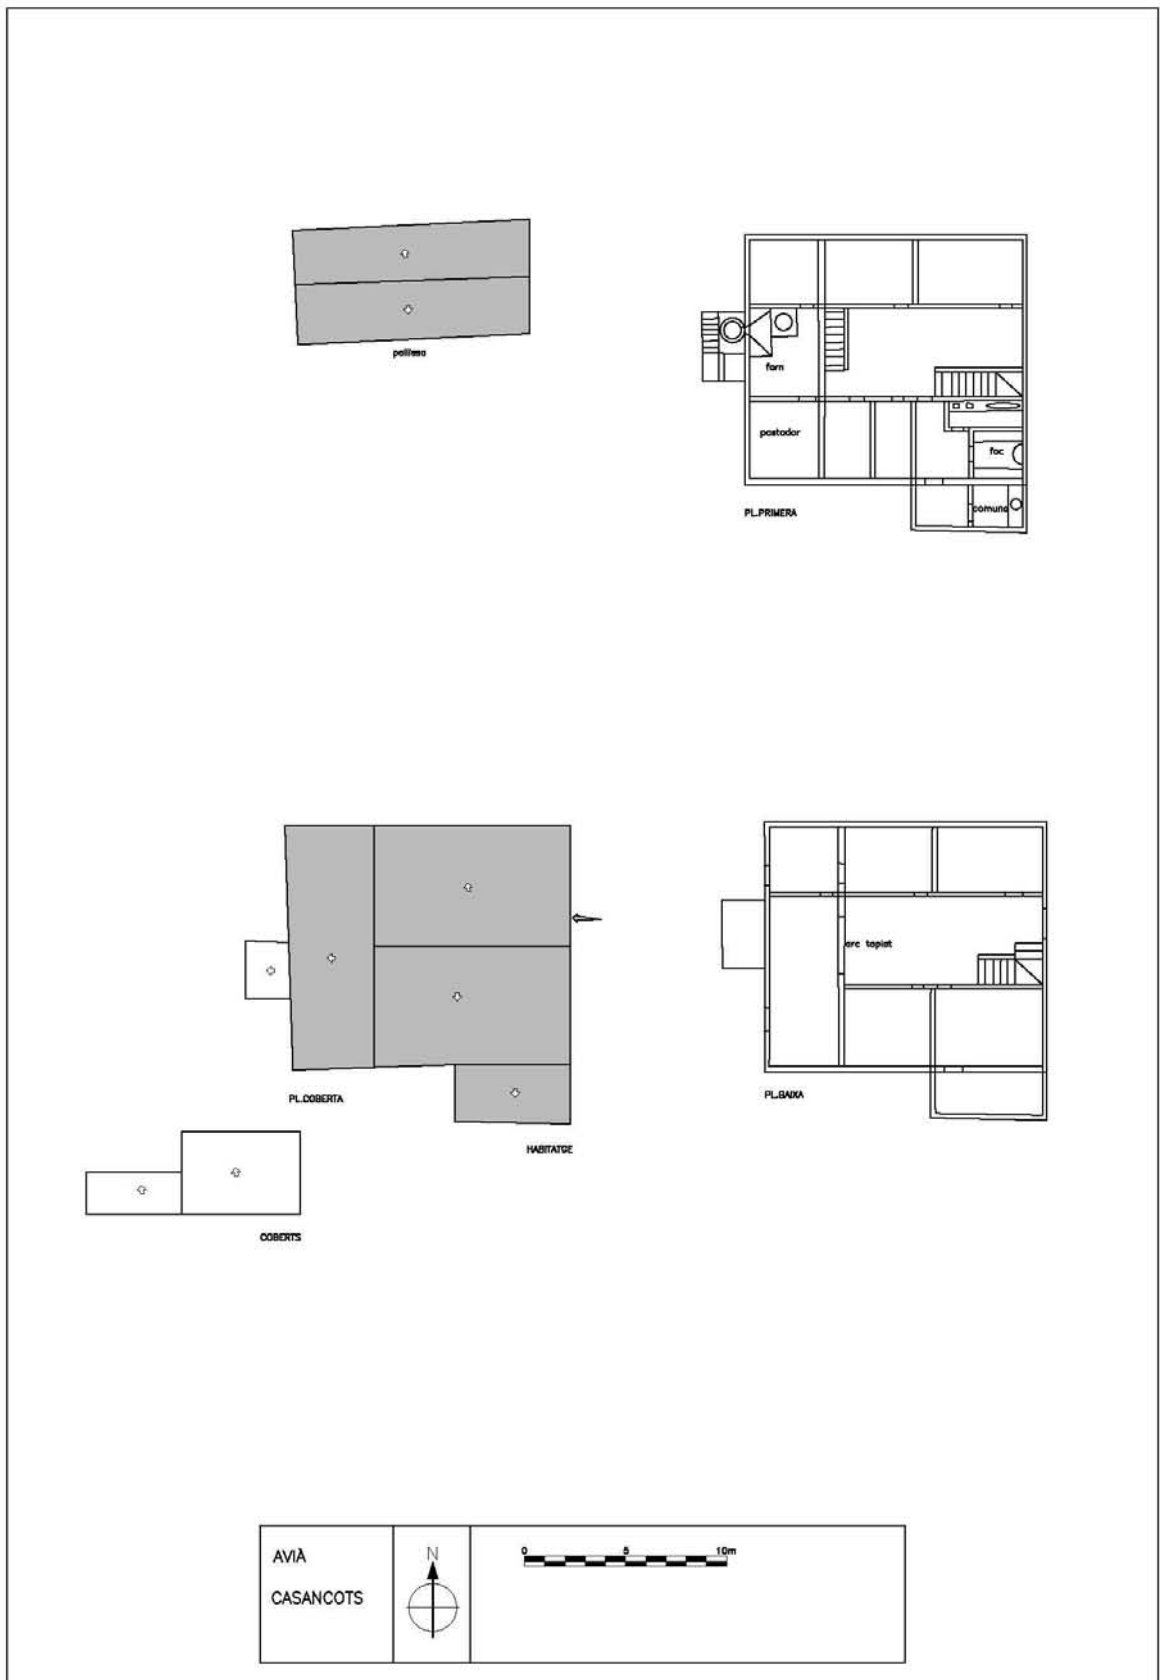 pallissa
forn
pastador
foc
comuna
PL.PRIMERA
arc tapiat
PL.COBERTA
PL.BAIXA
HABITATGE
COBERTS
AVIÀ
CASANCOTS
N
0 5 10m